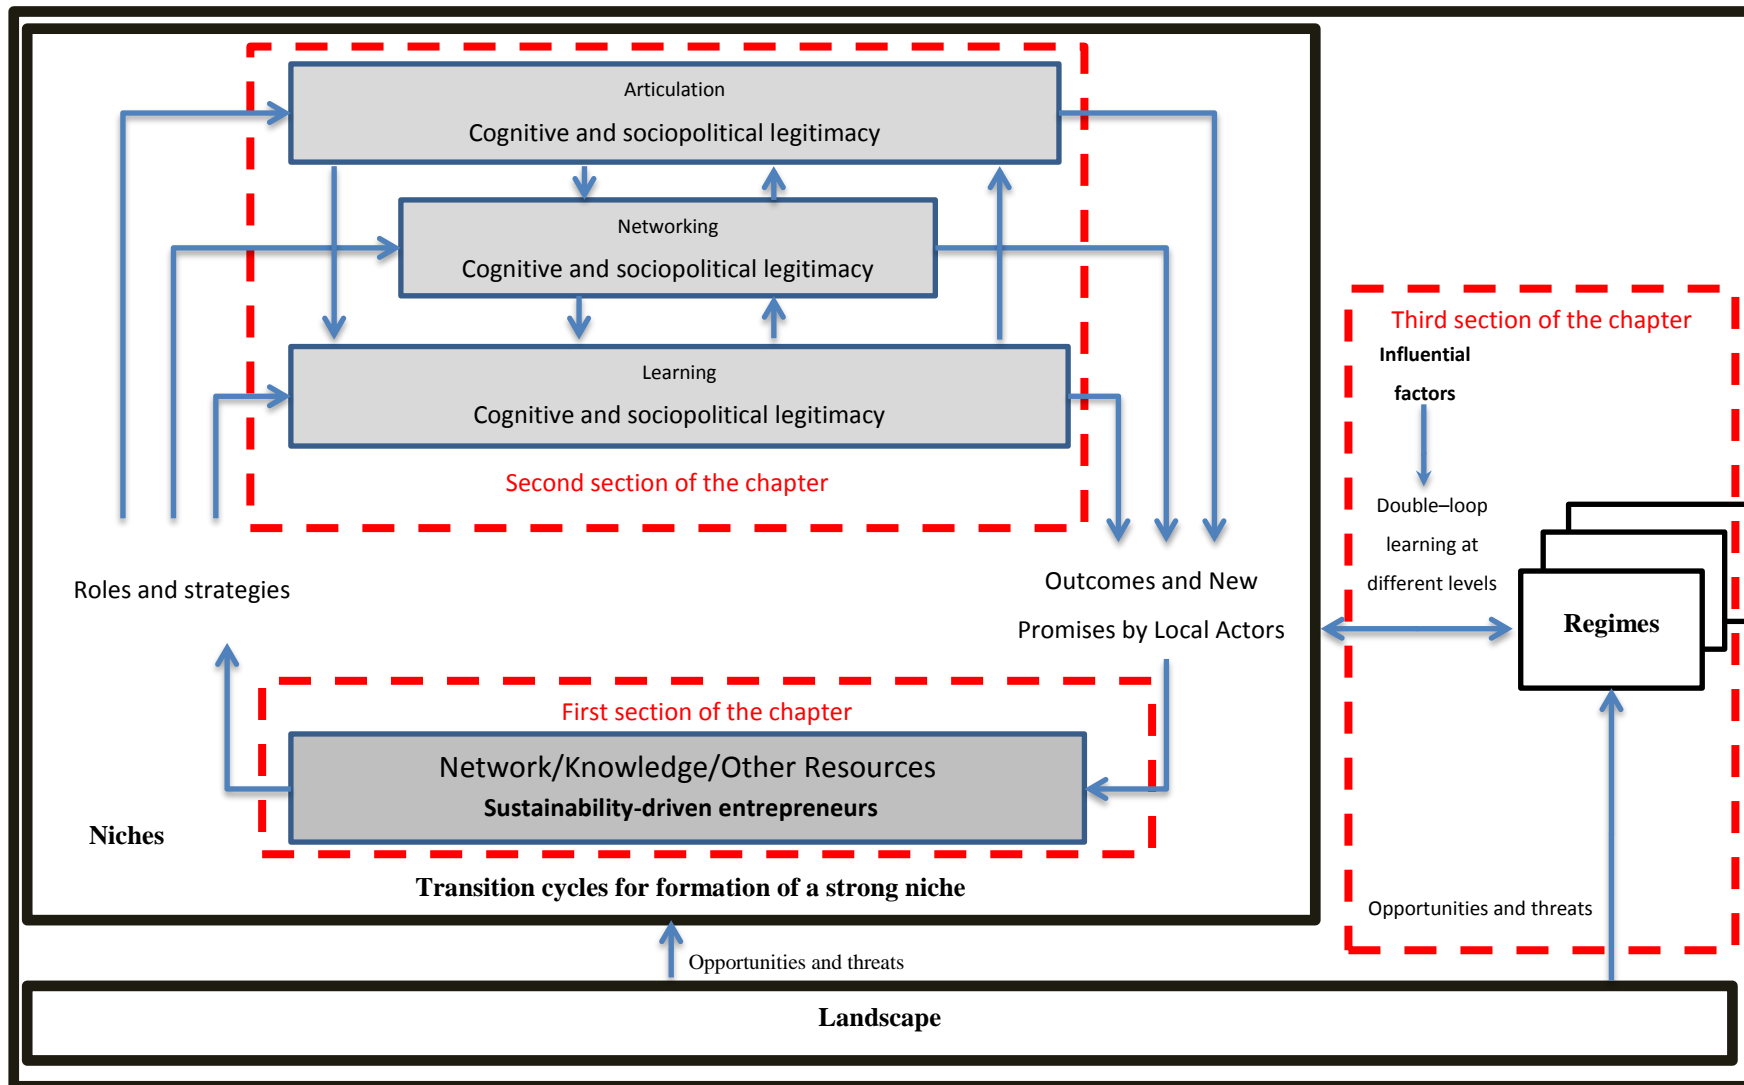 Articulation
Cognitive and sociopolitical legitimacy
Networking
Cognitive and sociopolitical legitimacy
Learning
Cognitive and sociopolitical legitimacy
Second section of the chapter
Roles and strategies
Outcomes and New
Promises by Local Actors
First section of the chapter
Network/Knowledge/Other Resources
Sustainability-driven entrepreneurs
Niches
Transition cycles for formation of a strong niche
Third section of the chapter
Influential
factors
Double–loop
learning at
different levels
Regimes
Opportunities and threats
Opportunities and threats
Landscape